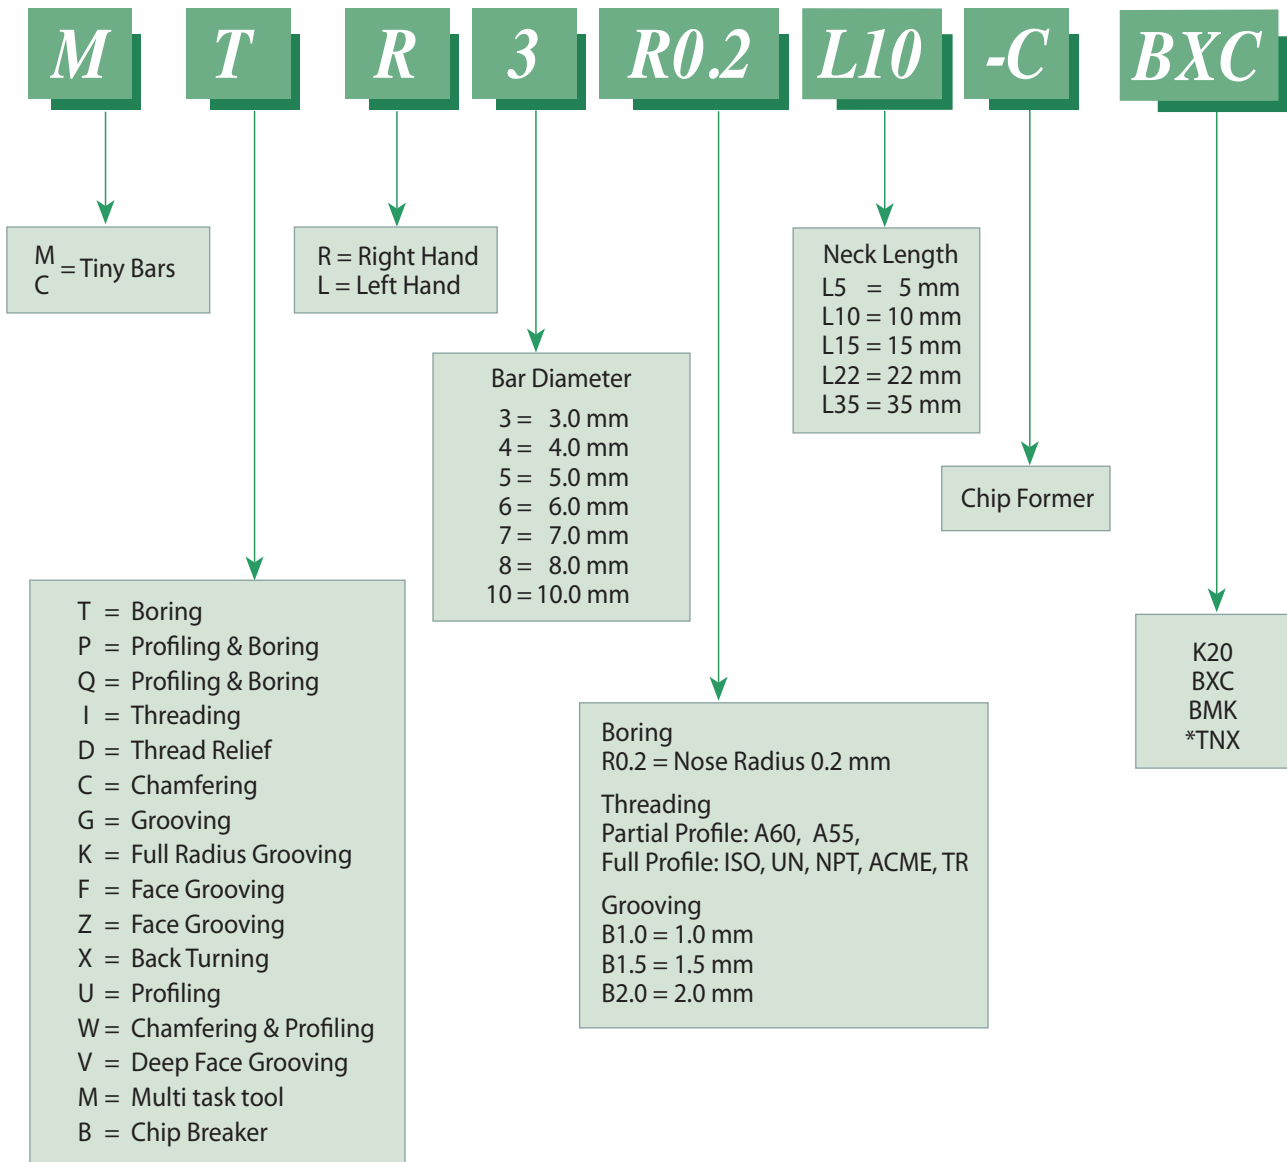 M T R 3 R0.2 L10 -C BXC
M
C = Tiny Bars
R = Right Hand
L = Left Hand
Bar Diameter
3 = 3.0 mm
4 = 4.0 mm
5 = 5.0 mm
6 = 6.0 mm
7 = 7.0 mm
8 = 8.0 mm
10 = 10.0 mm
Neck Length
L5 = 5 mm
L10 = 10 mm
L15 = 15 mm
L22 = 22 mm
L35 = 35 mm
Chip Former
T = Boring
P = Profiling & Boring
Q = Profiling & Boring
I = Threading
D = Thread Relief
C = Chamfering
G = Grooving
K = Full Radius Grooving
F = Face Grooving
Z = Face Grooving
X = Back Turning
U = Profiling
W = Chamfering & Profiling
V = Deep Face Grooving
M = Multi task tool
B = Chip Breaker
Boring
R0.2 = Nose Radius 0.2 mm
Threading
Partial Profile: A60, A55,
Full Profile: ISO, UN, NPT, ACME, TR
Grooving
B1.0 = 1.0 mm
B1.5 = 1.5 mm
B2.0 = 2.0 mm
K20
BXC
BMK
*TNX